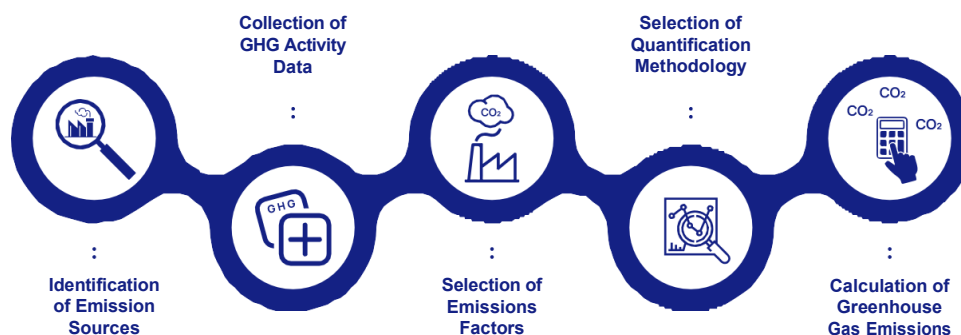 Collection of
GHG Activity
Data
:
Selection of
Quantification
Methodology
:
CO₂
CO₂
CO₂
CO₂
GHG
:
Identification
of Emission
Sources
:
Selection of
Emissions
Factors
:
Calculation of
Greenhouse
Gas Emissions